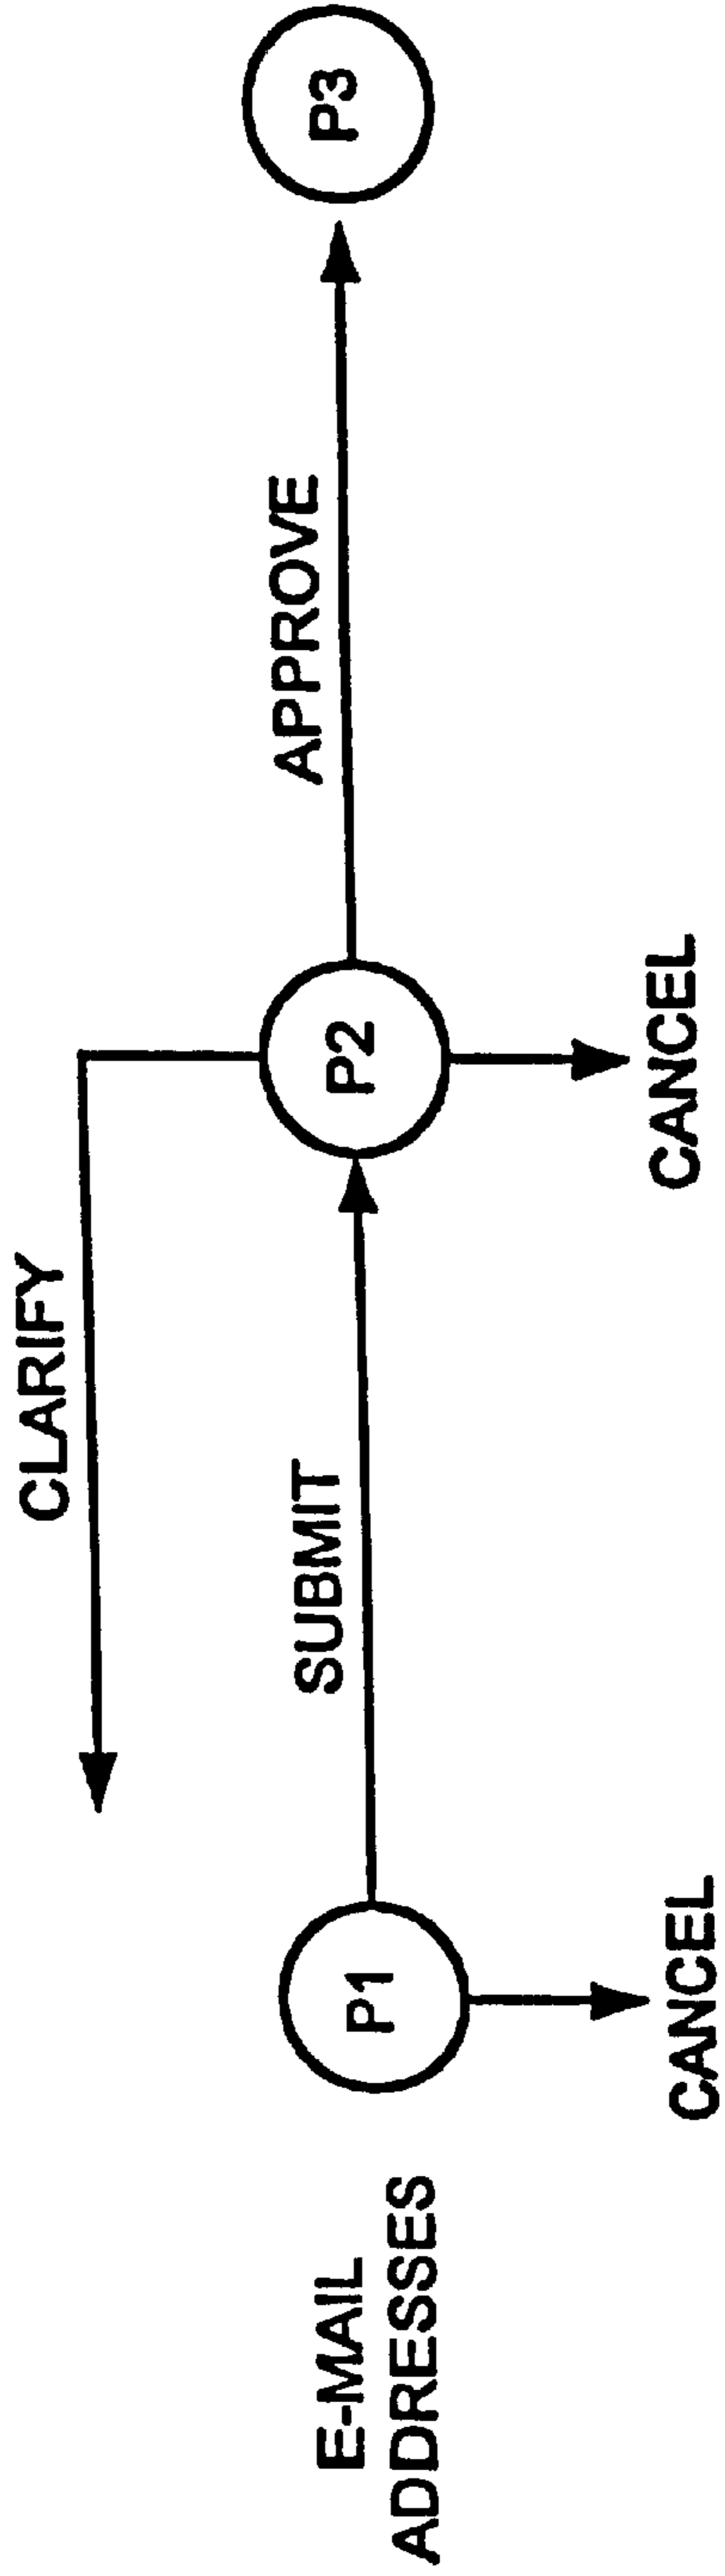 CLARIFY
E-MAIL
ADDRESSES
P1
SUBMIT
P2
APPROVE
P3
CANCEL
CANCEL